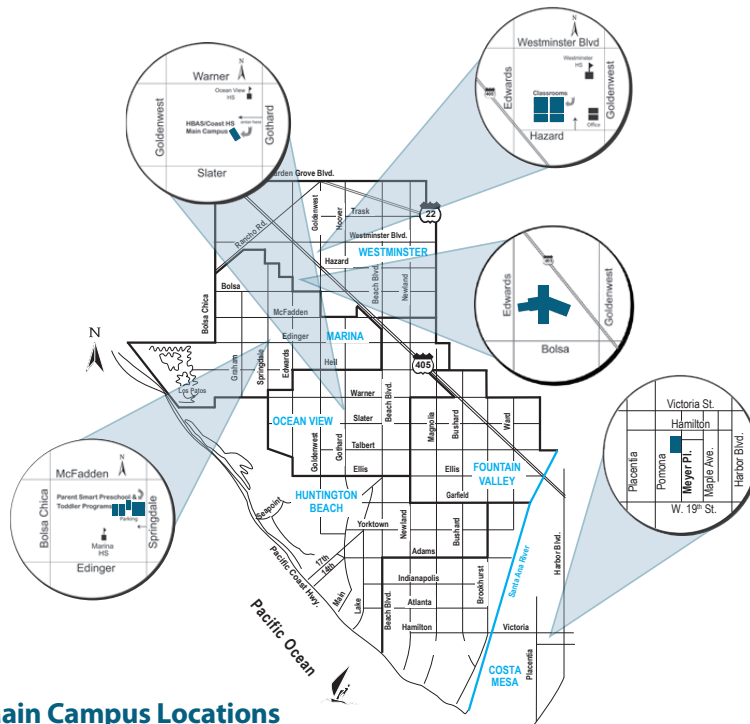 Westminster Blvd
N
Westminster
HS
Edwards
405
Classrooms
Goldenwest
Office
Hazard
Warner
N
Ocean View
HS
Goldenwest
enter here
HBAS/Coast HS
Main Campus
Gothard
Slater
arden Grove Blvd.
Goldenwest
Hoover
Trask
22
Rancho Rd.
Westminster Blvd.
WESTMINSTER
Hazard
Beach Blvd.
Newland
Bolsa
Bolsa Chica
McFadden
Edinger
MARINA
Edwards
Springdale
Graham
Heil
405
N
Los Patos
Warner
Beach Blvd.
Slater
OCEAN VIEW
Magnolia
Bushard
Ward
Goldenwest
Gothard
Talbert
Ellis
Ellis
FOUNTAIN
VALLEY
Garfield
HUNTINGTON
BEACH
Seapoint
Yorktown
Newland
Bushard
Adams
17th
14th
Pacific Coast Hwy.
Indianapolis
Brookhurst
Santa Ana River
Harbor Blvd.
Main
Lake
Beach Blvd.
Atlanta
Hamilton
Victoria
Pacific Ocean
COSTA
MESA
Placentia
Edwards
405
Goldenwest
Bolsa
Victoria St.
Hamilton
Placentia
Pomona
Meyer Pl.
Maple Ave.
Harbor Blvd.
W. 19th St.
McFadden
N
Bolsa Chica
Parent Smart Preschool &
Toddler Programs
Parking
Springdale
Marina
HS
Edinger
ain Campus Locations